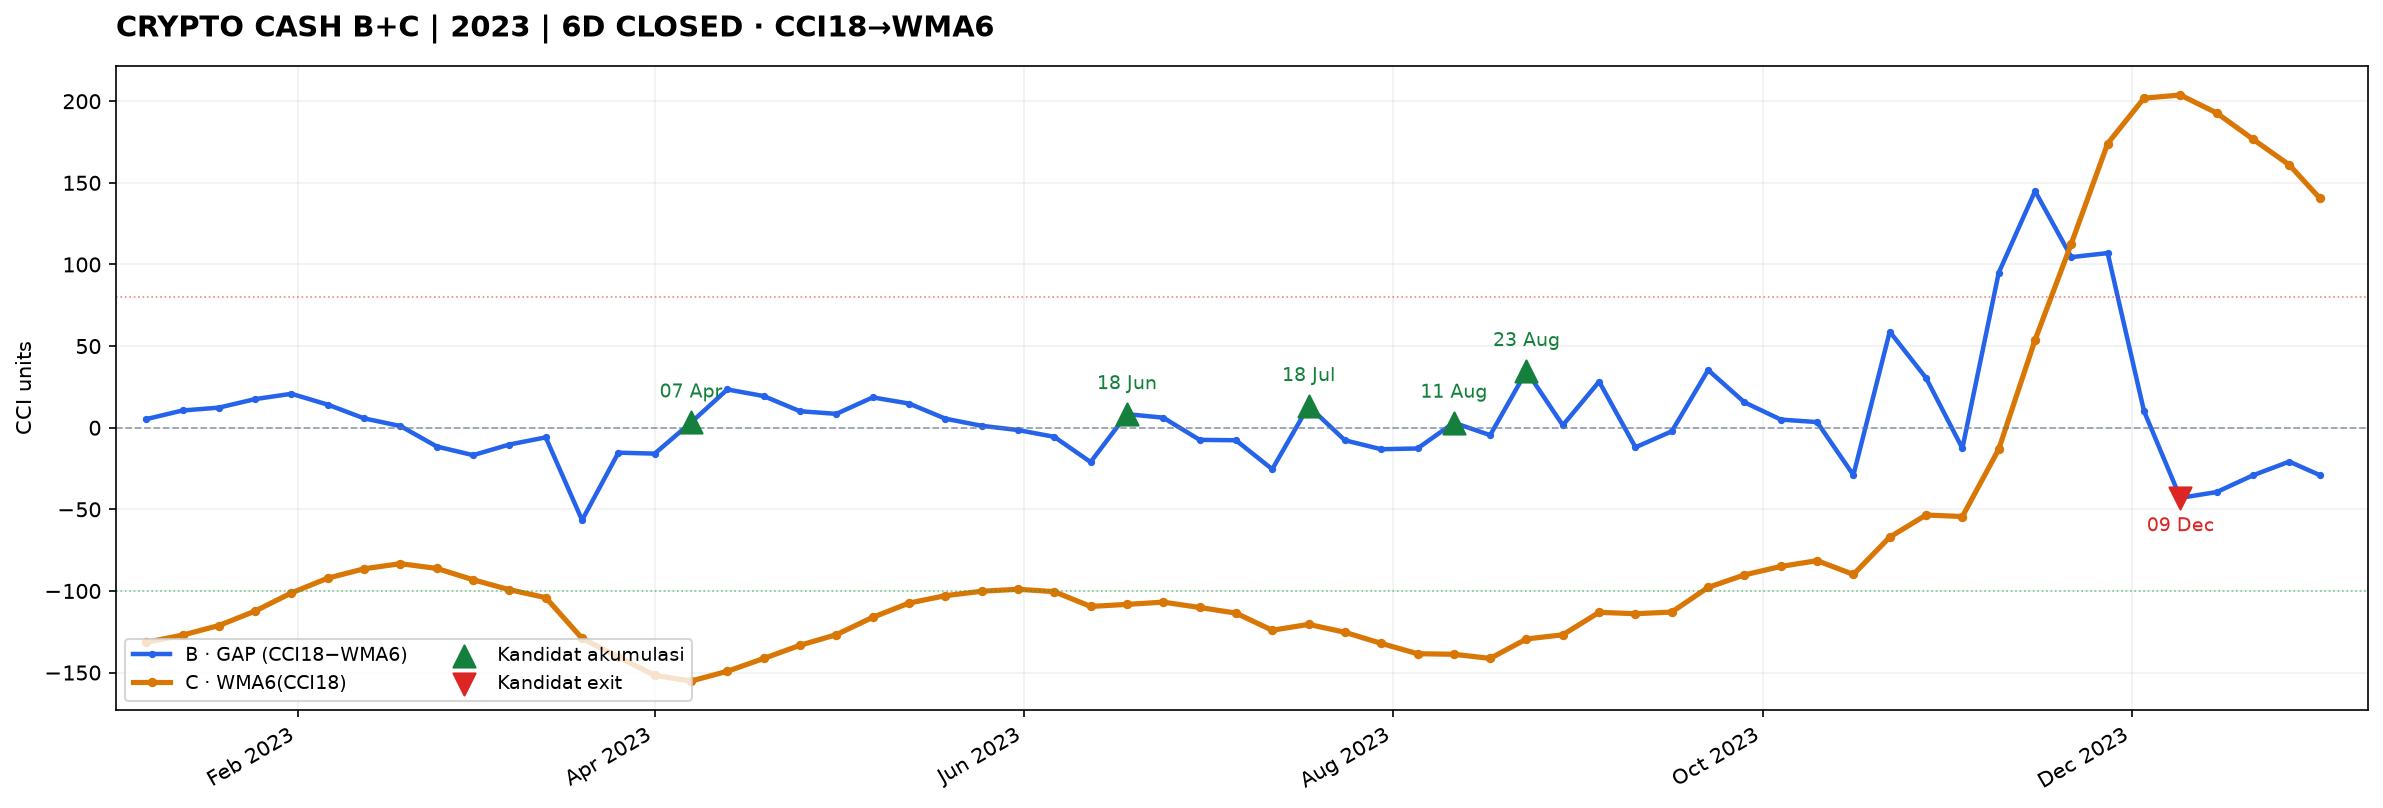 CRYPTO CASH B+C | 2023 | 6D CLOSED · CCI18→WMA6
CCI units
200
150
100
50
0
−50
−100
−150
07 Apr
18 Jun
18 Jul
11 Aug
23 Aug
09 Dec
B · GAP (CCI18−WMA6)
C · WMA6(CCI18)
Kandidat akumulasi
Kandidat exit
Feb 2023
Apr 2023
Jun 2023
Aug 2023
Oct 2023
Dec 2023